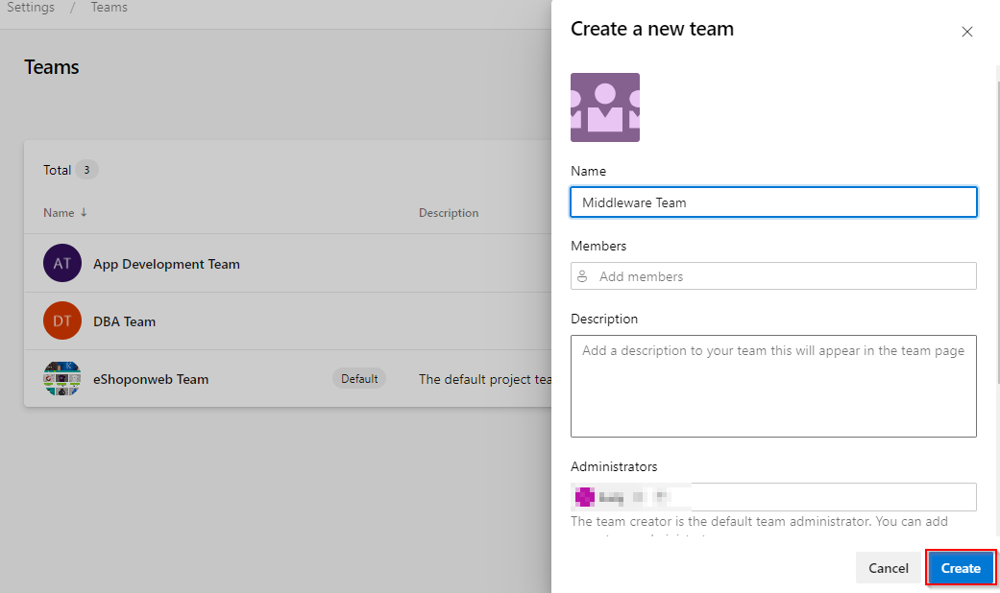 Settings / Teams
Teams
Total 3
Name ↓ Description
AT App Development Team
DT DBA Team
eShoponweb Team Default The default project tea
Create a new team
Name
Middleware Team
Members
Add members
Description
Add a description to your team this will appear in the team page
Administrators
The team creator is the default team administrator. You can add
Cancel Create